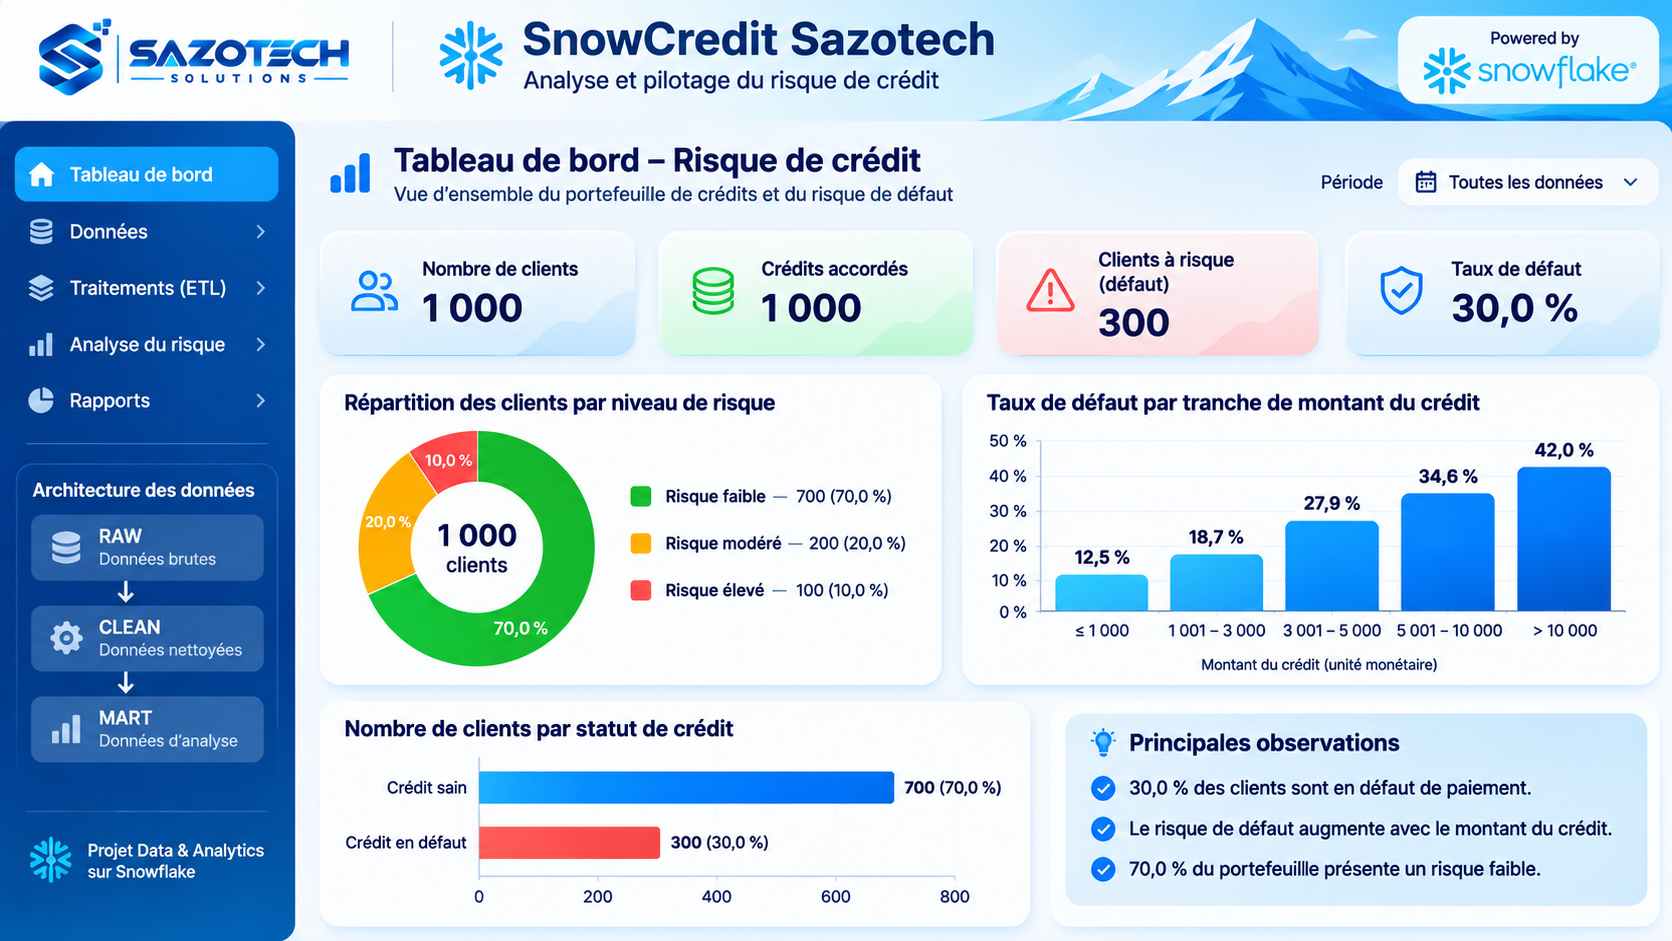 SAZOTECH
SOLUTIONS
SnowCredit Sazotech
Analyse et pilotage du risque de crédit
Powered by
snowflake®
Tableau de bord
Données
Traitements (ETL)
Analyse du risque
Rapports
Architecture des données
RAW
Données brutes
CLEAN
Données nettoyées
MART
Données d'analyse
Projet Data & Analytics
sur Snowflake
Tableau de bord – Risque de crédit
Vue d'ensemble du portefeuille de crédits et du risque de défaut
Période
Toutes les données
Nombre de clients
1 000
Crédits accordés
1 000
Clients à risque
(défaut)
300
Taux de défaut
30,0 %
Répartition des clients par niveau de risque
10,0 %
20,0 %
70,0 %
1 000
clients
Risque faible — 700 (70,0 %)
Risque modéré — 200 (20,0 %)
Risque élevé — 100 (10,0 %)
Taux de défaut par tranche de montant du crédit
50 %
40 %
30 %
20 %
10 %
0 %
12,5 %
18,7 %
27,9 %
34,6 %
42,0 %
≤ 1 000
1 001 – 3 000
3 001 – 5 000
5 001 – 10 000
> 10 000
Montant du crédit (unité monétaire)
Nombre de clients par statut de crédit
Crédit sain
700 (70,0 %)
Crédit en défaut
300 (30,0 %)
0
200
400
600
800
Principales observations
30,0 % des clients sont en défaut de paiement.
Le risque de défaut augmente avec le montant du crédit.
70,0 % du portefeuillle présente un risque faible.